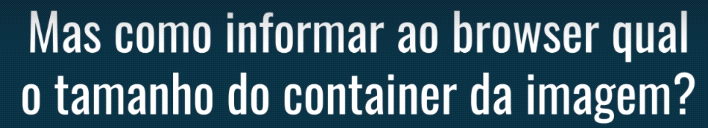 Mas como informar ao browser qual
o tamanho do container da imagem?